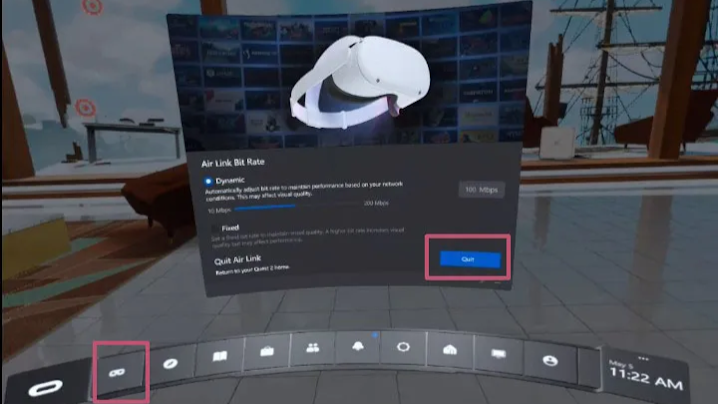 Air Link Bit Rate
Dynamic
Automatically adjust bit rate to maintain performance based on your network
conditions. This may affect visual quality.
100 Mbps
10 Mbps
200 Mbps
Fixed
Set a fixed bit rate to maintain visual quality. A higher bit rate increases visual
quality but may affect performance.
Quit Air Link
Return to your Quest 2 home.
Quit
May 5
11:22 AM